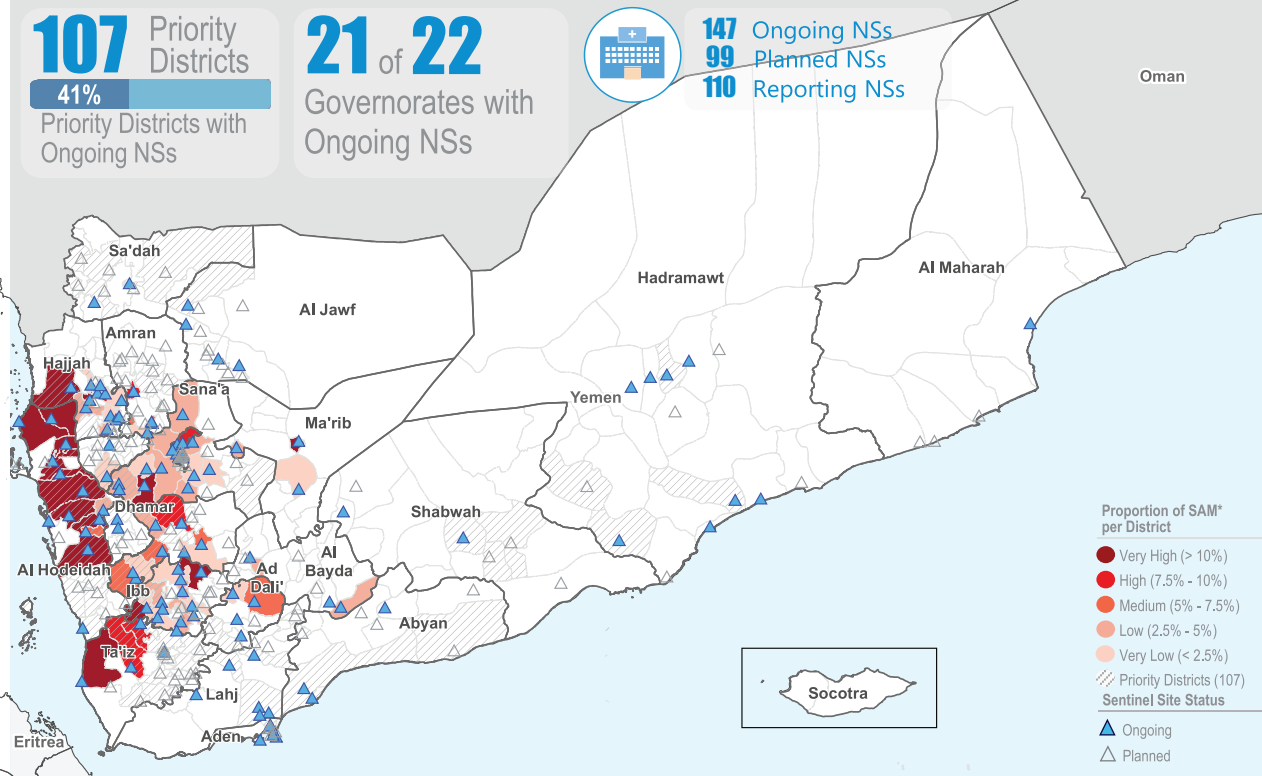 107 Priority
Districts
41%
Priority Districts with
Ongoing NSs
21 of 22
Governorates with
Ongoing NSs
147 Ongoing NSs
99 Planned NSs
110 Reporting NSs
Oman
Sa'dah
Hadramawt
Al Maharah
Al Jawf
Amran
Hajjah
Sana'a
Yemen
Ma'rib
Dhamar
Shabwah
Al Hodeidah
Al
Bayda
Ad
Dali'
Ibb
Abyan
Ta'iz
Lahj
Socotra
Aden
Eritrea
Proportion of SAM*
per District
Very High (> 10%)
High (7.5% - 10%)
Medium (5% - 7.5%)
Low (2.5% - 5%)
Very Low (< 2.5%)
Priority Districts (107)
Sentinel Site Status
Ongoing
Planned